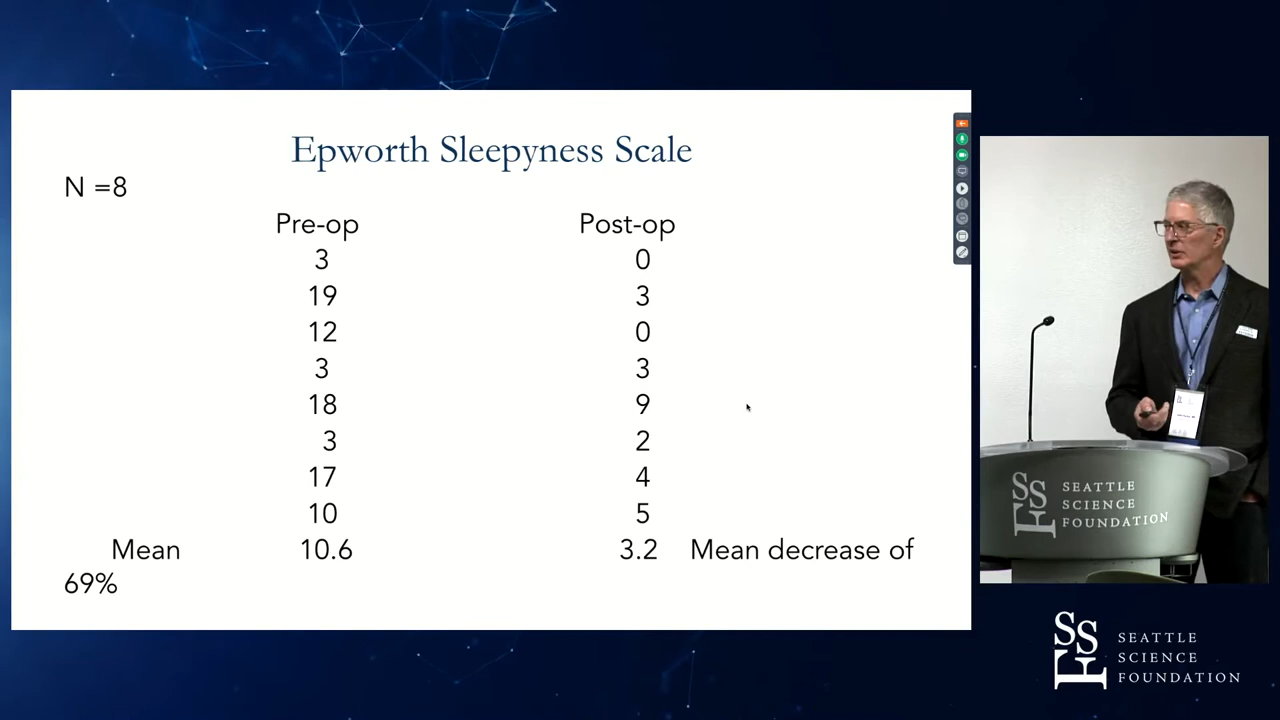 Epworth Sleepyness Scale
N =8
Pre-op Post-op
3 0
19 3
12 0
3 3
18 9
3 2
17 4
10 5
Mean 10.6 3.2 Mean decrease of
69%
SSF SEATTLE
SCIENCE
FOUNDATION
SSF SEATTLE
SCIENCE
FOUNDATION